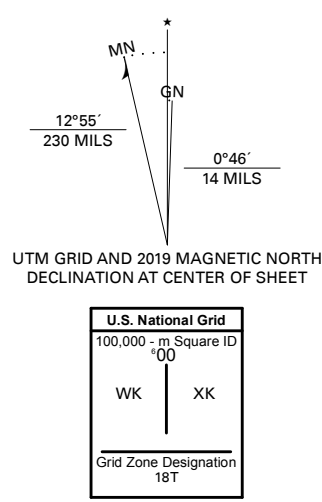 MN
GN
12°55´
230 MILS
0°46´
14 MILS
UTM GRID AND 2019 MAGNETIC NORTH
DECLINATION AT CENTER OF SHEET
U.S. National Grid
100,000 - m Square ID
⁶00
WK XK
Grid Zone Designation
18T